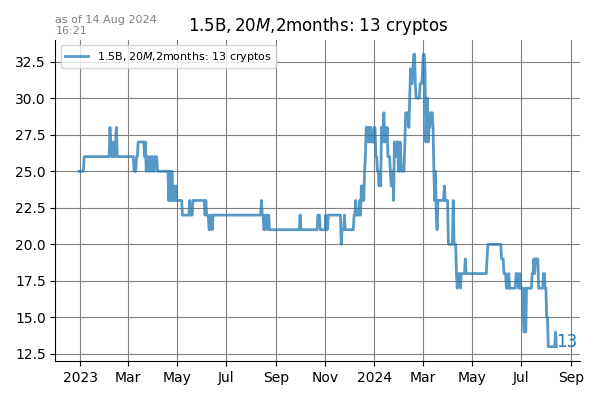 as of 14 Aug 2024
16:21
1.5B, 20M,2months: 13 cryptos
1.5B, 20M,2months: 13 cryptos
32.5
30.0
27.5
25.0
22.5
20.0
17.5
15.0
12.5
13
2023 Mar May Jul Sep Nov 2024 Mar May Jul Sep